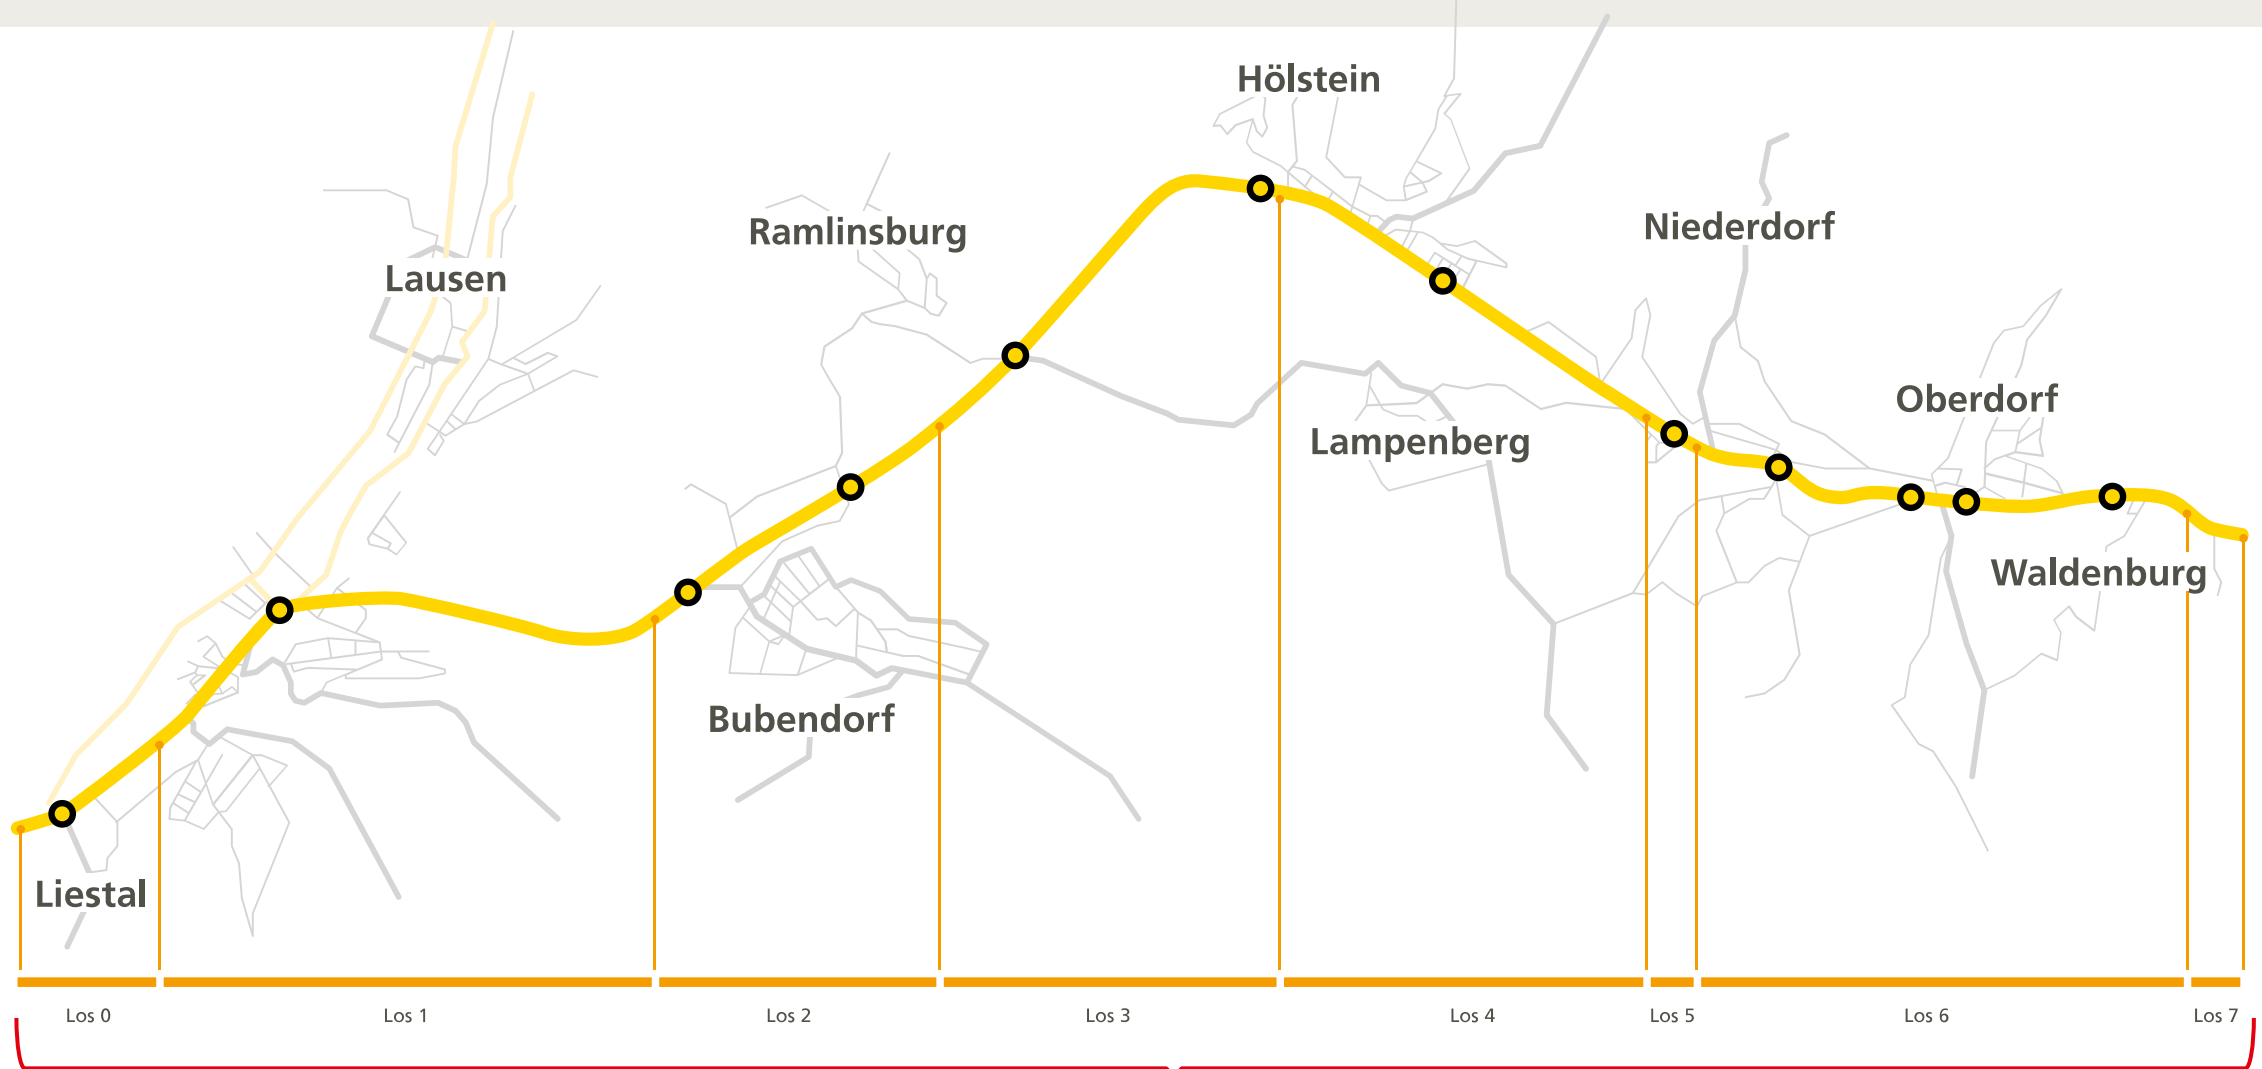 Hölstein
Ramlinsburg
Niederdorf
Lausen
Oberdorf
Lampenberg
Waldenburg
Bubendorf
Liestal
Los 0
Los 1
Los 2
Los 3
Los 4
Los 5
Los 6
Los 7